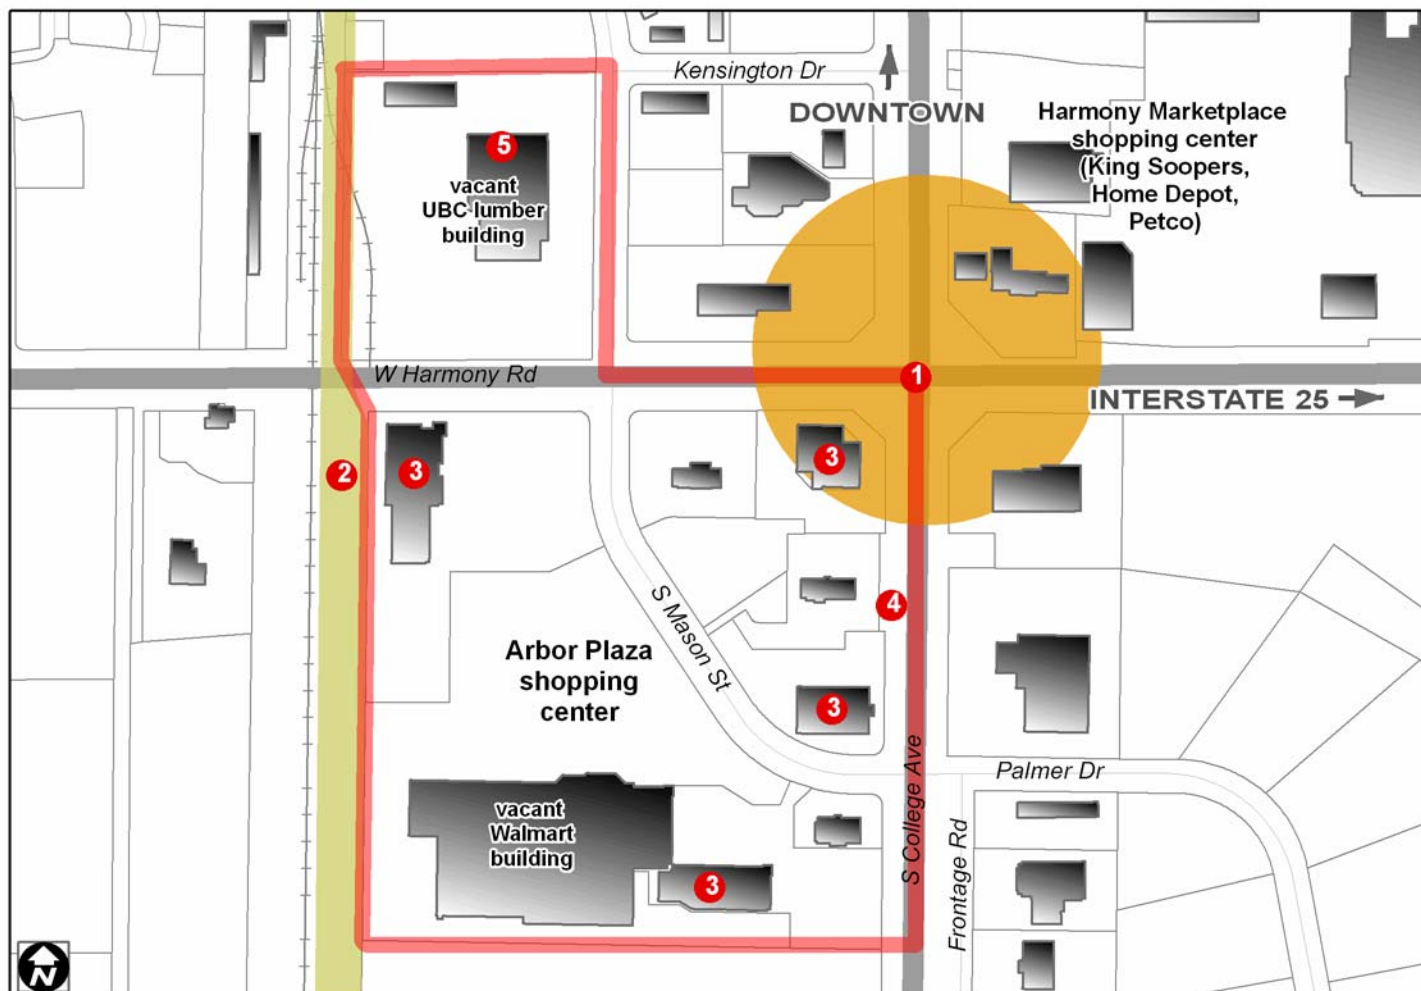 Kensington Dr
DOWNTOWN
Harmony Marketplace
shopping center
(King Soopers,
Home Depot,
Petco)
5
vacant
UBC lumber
building
1
W Harmony Rd
INTERSTATE 25
2
3
3
4
S Mason St
Arbor Plaza
shopping
center
3
S College Ave
Palmer Dr
vacant
Walmart
building
3
Frontage Rd
N